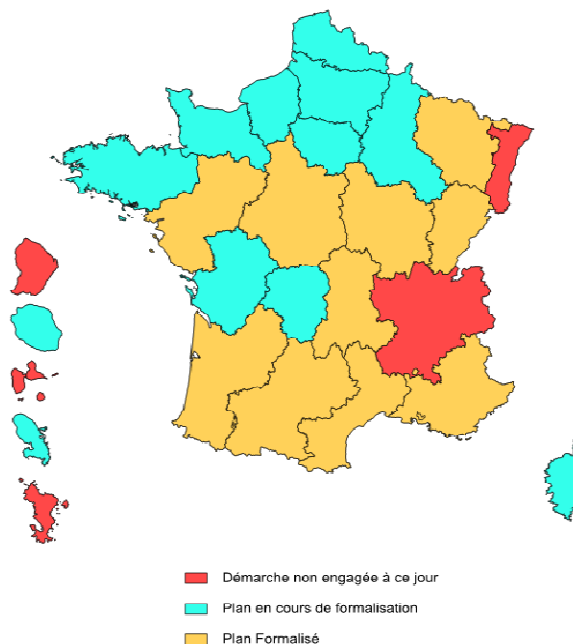 Démarche non engagée à ce jour
Plan en cours de formalisation
Plan Formalisé